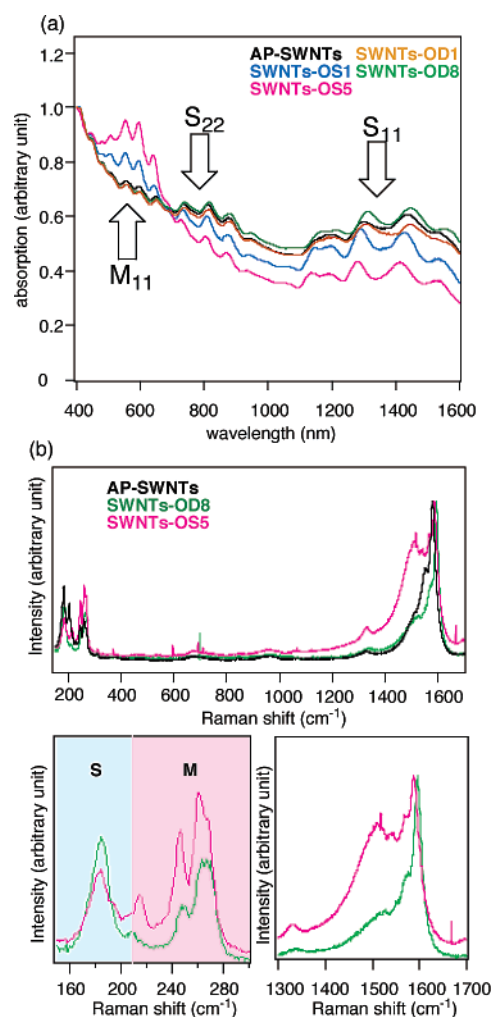 (a)
1.2
1.0
0.8
0.6
0.4
0.2
0
absorption (arbitrary unit)
AP-SWNTs SWNTs-OD1
SWNTs-OS1 SWNTs-OD8
SWNTs-OS5
S22
S11
M11
400 600 800 1000 1200 1400 1600
wavelength (nm)
(b)
Intensity (arbitrary unit)
AP-SWNTs
SWNTs-OD8
SWNTs-OS5
200 400 600 800 1000 1200 1400 1600
Raman shift (cm-1)
Intensity (arbitrary unit)
S M
160 200 240 280
Raman shift (cm-1)
Intensity (arbitrary unit)
1300 1400 1500 1600 1700
Raman shift (cm-1)